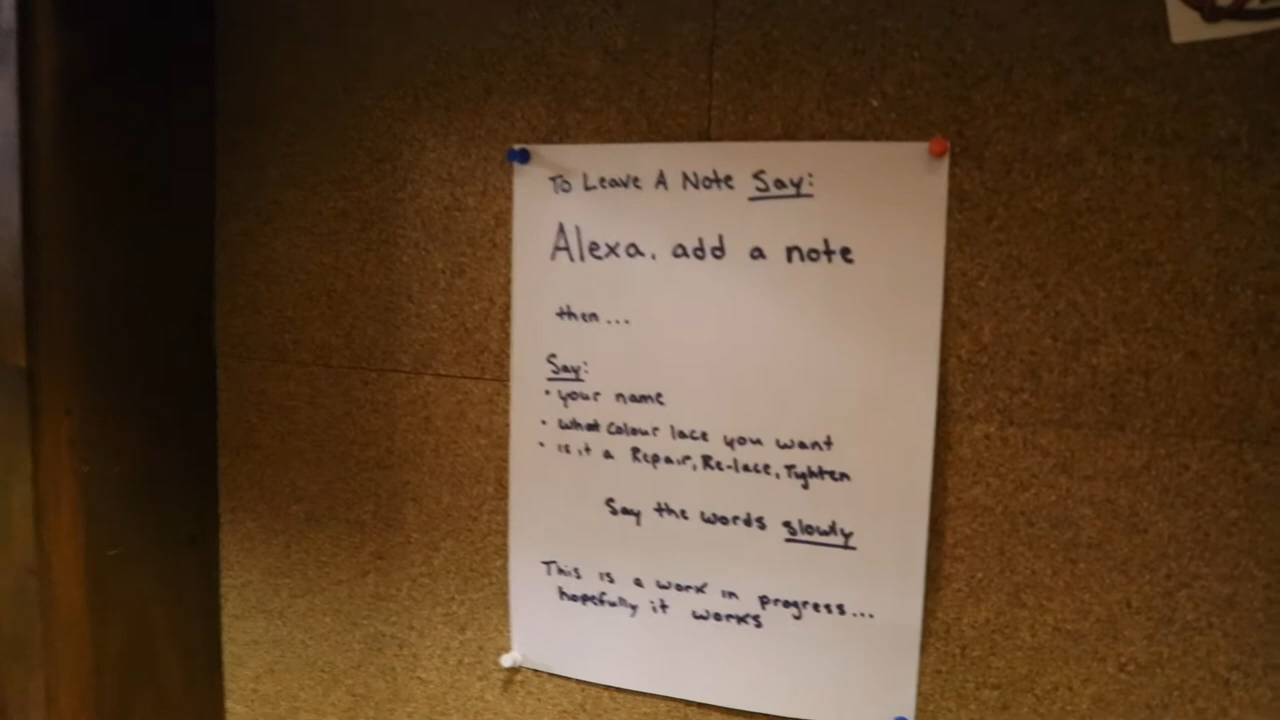 To Leave A Note Say:
Alexa, add a note
then...
Say:
• your name
• what colour lace you want
• is it a Repair, Re-lace, Tighten
Say the words slowly
This is a work in progress...
hopefully it works